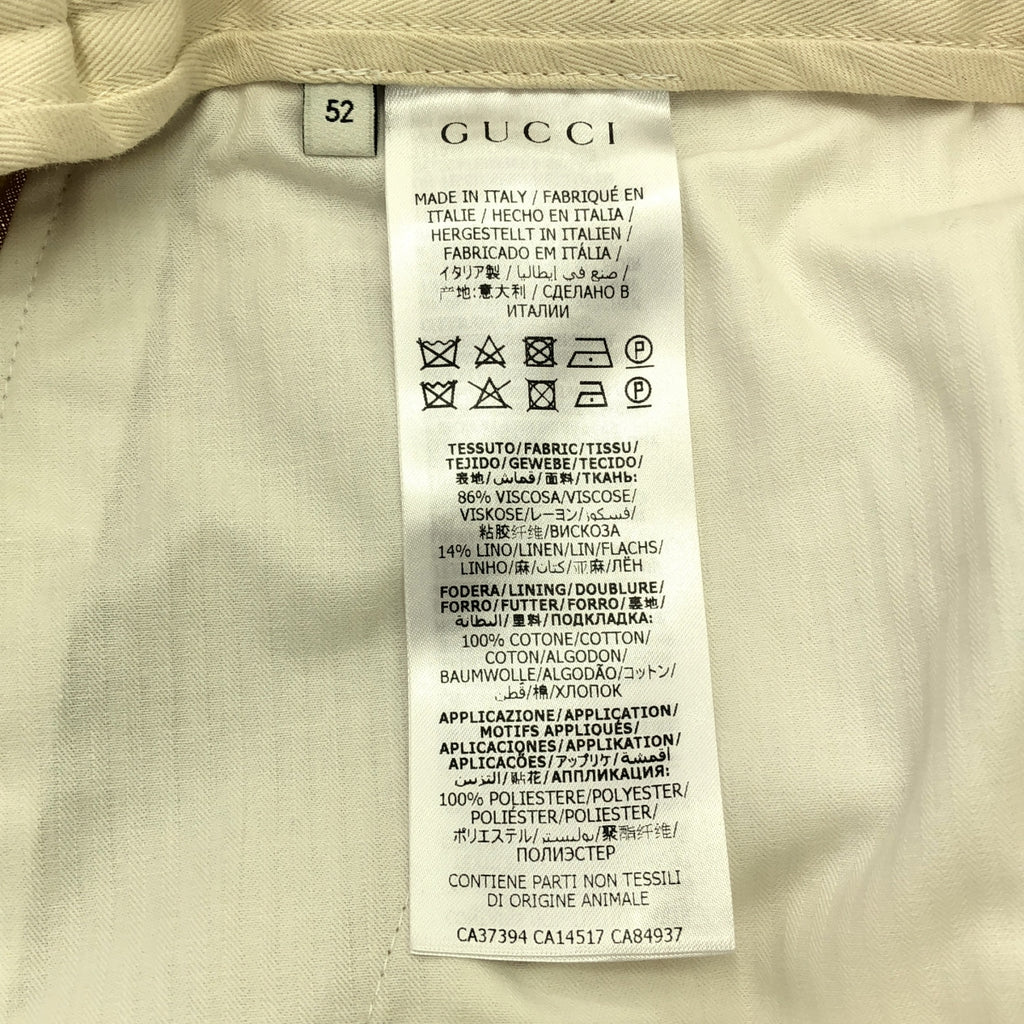 52
GUCCI
MADE IN ITALY / FABRIQUÉ EN
ITALIE / HECHO EN ITALIA /
HERGESTELLT IN ITALIEN /
FABRICADO EM ITÁLIA /
イタリア製 / صنع في إيطاليا /
产地:意大利 / СДЕЛАНО В
ИТАЛИИ
P
P
TESSUTO/FABRIC/TISSU/
TEJIDO/GEWEBE/TECIDO/
表地/قماش/面料/ТКАНЬ:
86% VISCOSA/VISCOSE/
VISKOSE/レーヨン/فسكوز/
粘胶纤维/ВИСКОЗА
14% LINO/LINEN/LIN/FLACHS/
LINHO/麻/كتان/亚麻/ЛЁН
FODERA/LINING/DOUBLURE/
FORRO/FUTTER/FORRO/裏地/
البطانة/里料/ПОДКЛАДКА:
100% COTONE/COTTON/
COTON/ALGODON/
BAUMWOLLE/ALGODÃO/コットン/
قطن/棉/ХЛОПОК
APPLICAZIONE/APPLICATION/
MOTIFS APPLIQUÉS/
APLICACIONES/APPLIKATION/
APLICACÕES/アップリケ/أقمشة
التزيين/贴花/АППЛИКАЦИЯ:
100% POLIESTERE/POLYESTER/
POLIÉSTER/POLIESTER/
ポリエステル/بوليستر/聚酯纤维/
ПОЛИЭСТЕР
CONTIENE PARTI NON TESSILI
DI ORIGINE ANIMALE
CA37394 CA14517 CA84937